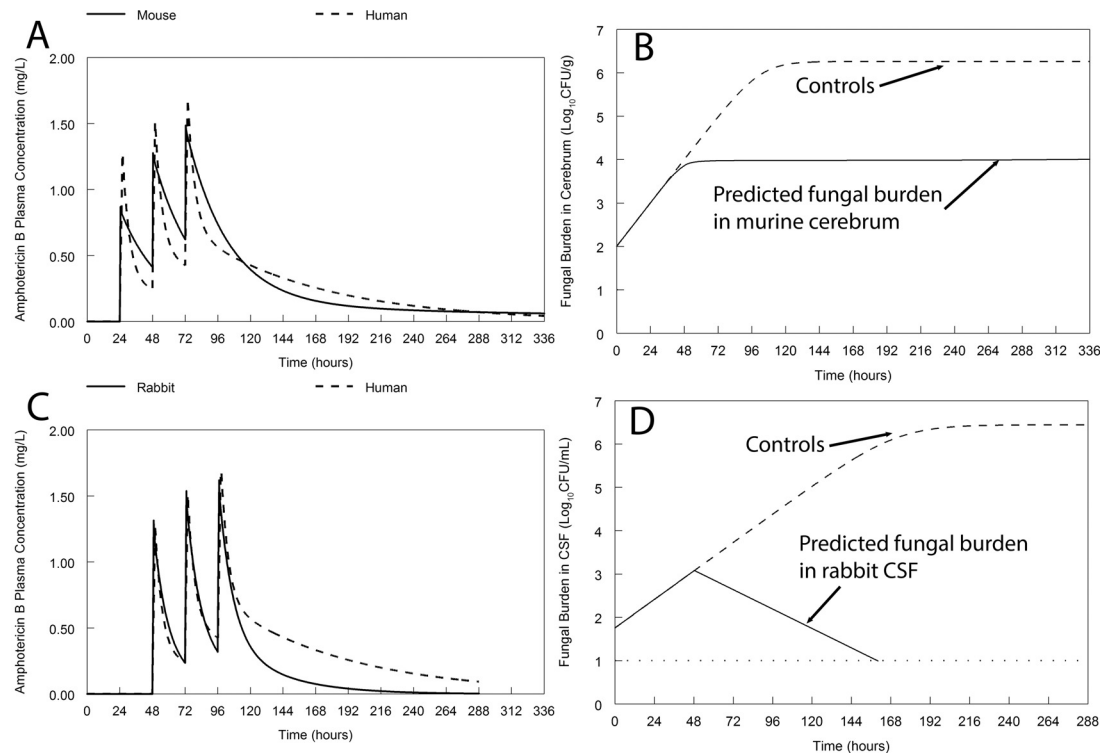 Mouse Human
A
Amphotericin B Plasma Concentration (mg/L)
2.00
1.50
1.00
0.50
0.00
0 24 48 72 96 120 144 168 192 216 240 264 288 312 336
Time (hours)
B
Fungal Burden in Cerebrum (Log10CFU/g)
7
6
5
4
3
2
1
0
Controls
Predicted fungal burden
in murine cerebrum
0 24 48 72 96 120 144 168 192 216 240 264 288 312 336
Time (hours)
Rabbit Human
C
Amphotericin B Plasma Concentration (mg/L)
2.00
1.50
1.00
0.50
0.00
0 24 48 72 96 120 144 168 192 216 240 264 288 312 336
Time (hours)
D
Fungal Burden in CSF (Log10CFU/mL)
7
6
5
4
3
2
1
0
Controls
Predicted fungal burden
in rabbit CSF
0 24 48 72 96 120 144 168 192 216 240 264 288
Time (hours)